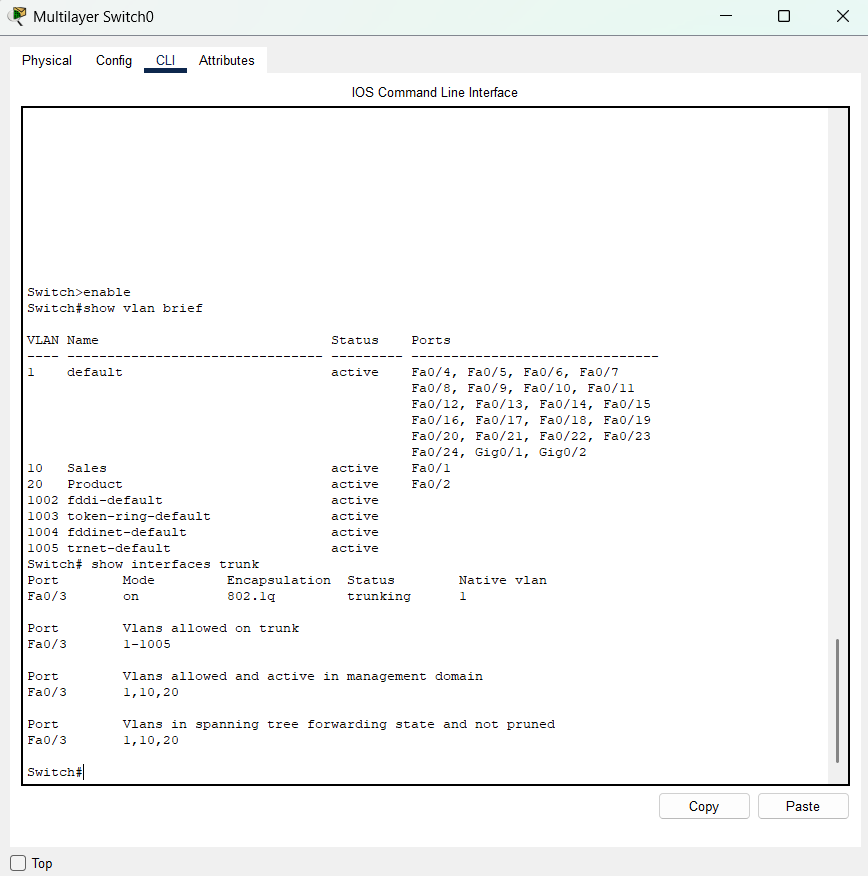 Multilayer Switch0
Physical Config CLI Attributes
IOS Command Line Interface
Switch>enable
Switch#show vlan brief
VLAN Name                             Status    Ports
---- -------------------------------- --------- -------------------------------
1    default                          active    Fa0/4, Fa0/5, Fa0/6, Fa0/7
                                                Fa0/8, Fa0/9, Fa0/10, Fa0/11
                                                Fa0/12, Fa0/13, Fa0/14, Fa0/15
                                                Fa0/16, Fa0/17, Fa0/18, Fa0/19
                                                Fa0/20, Fa0/21, Fa0/22, Fa0/23
                                                Fa0/24, Gig0/1, Gig0/2
10   Sales                            active    Fa0/1
20   Product                          active    Fa0/2
1002 fddi-default                     active
1003 token-ring-default               active
1004 fddinet-default                  active
1005 trnet-default                    active
Switch# show interfaces trunk
Port        Mode         Encapsulation  Status        Native vlan
Fa0/3       on           802.1q         trunking      1
Port        Vlans allowed on trunk
Fa0/3       1-1005
Port        Vlans allowed and active in management domain
Fa0/3       1,10,20
Port        Vlans in spanning tree forwarding state and not pruned
Fa0/3       1,10,20
Switch#
Copy Paste
Top